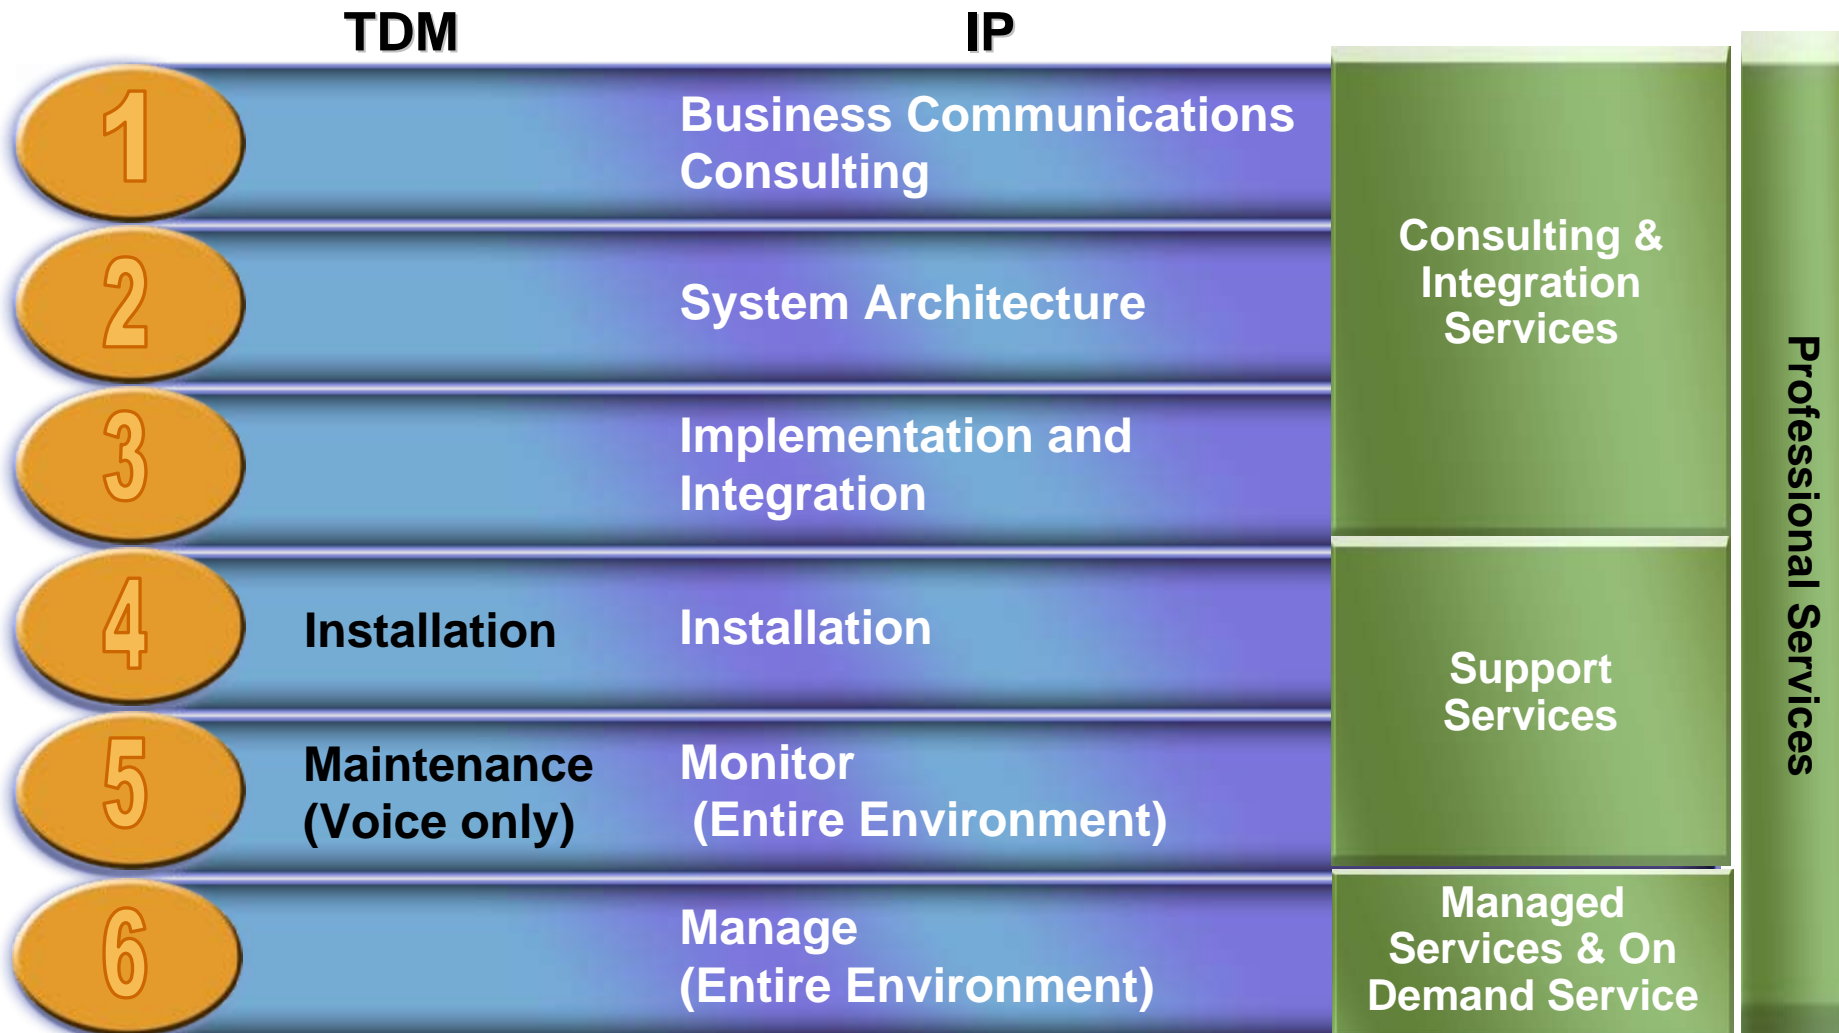 TDM
IP
1
Business Communications
Consulting
2
System Architecture
3
Implementation and
Integration
Consulting &
Integration
Services
4
Installation
Installation
5
Maintenance
(Voice only)
Monitor
(Entire Environment)
Support
Services
6
Manage
(Entire Environment)
Managed
Services & On
Demand Service
Professional Services